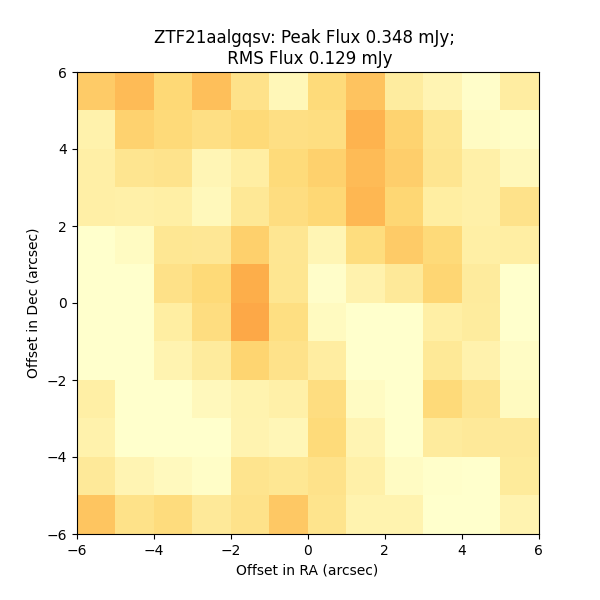 ZTF21aalgqsv: Peak Flux 0.348 mJy;
RMS Flux 0.129 mJy
6
4
2
0
−2
−4
−6
Offset in Dec (arcsec)
−6 −4 −2 0 2 4 6
Offset in RA (arcsec)